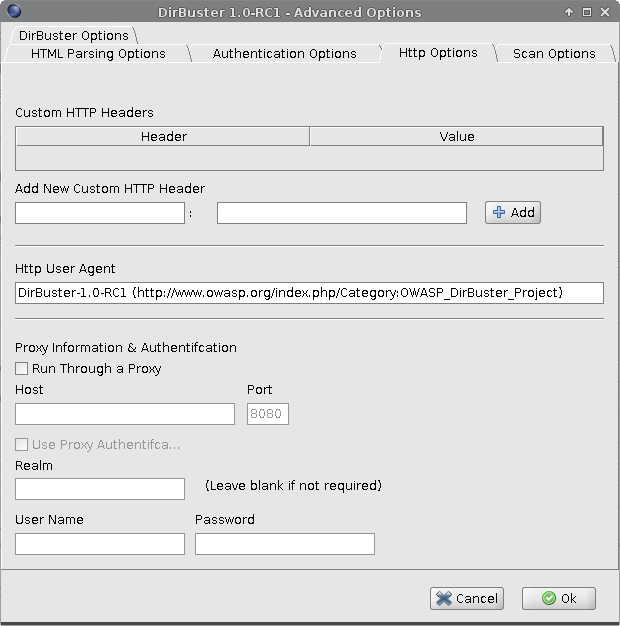 DirBuster 1.0-RC1 - Advanced Options
DirBuster Options
HTML Parsing Options Authentication Options Http Options Scan Options
Custom HTTP Headers
Header Value
Add New Custom HTTP Header
: Add
Http User Agent
DirBuster-1.0-RC1 (http://www.owasp.org/index.php/Category:OWASP_DirBuster_Project)
Proxy Information & Authentifcation
Run Through a Proxy
Host Port
8080
Use Proxy Authentifca...
Realm
(Leave blank if not required)
User Name Password
Cancel Ok